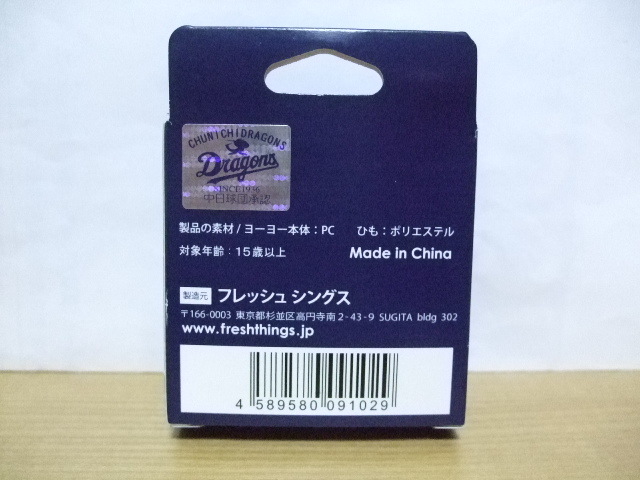 CHUNICHI DRAGONS
Dragons
SINCE 1936
中日球団承認
製品の素材/ヨーヨー本体：PC ひも：ポリエステル
対象年齢：15歳以上 Made in China
製造元 フレッシュ シングス
〒166-0003 東京都杉並区高円寺南2-43-9 SUGITA bldg 302
www.freshthings.jp
4 589580 091029